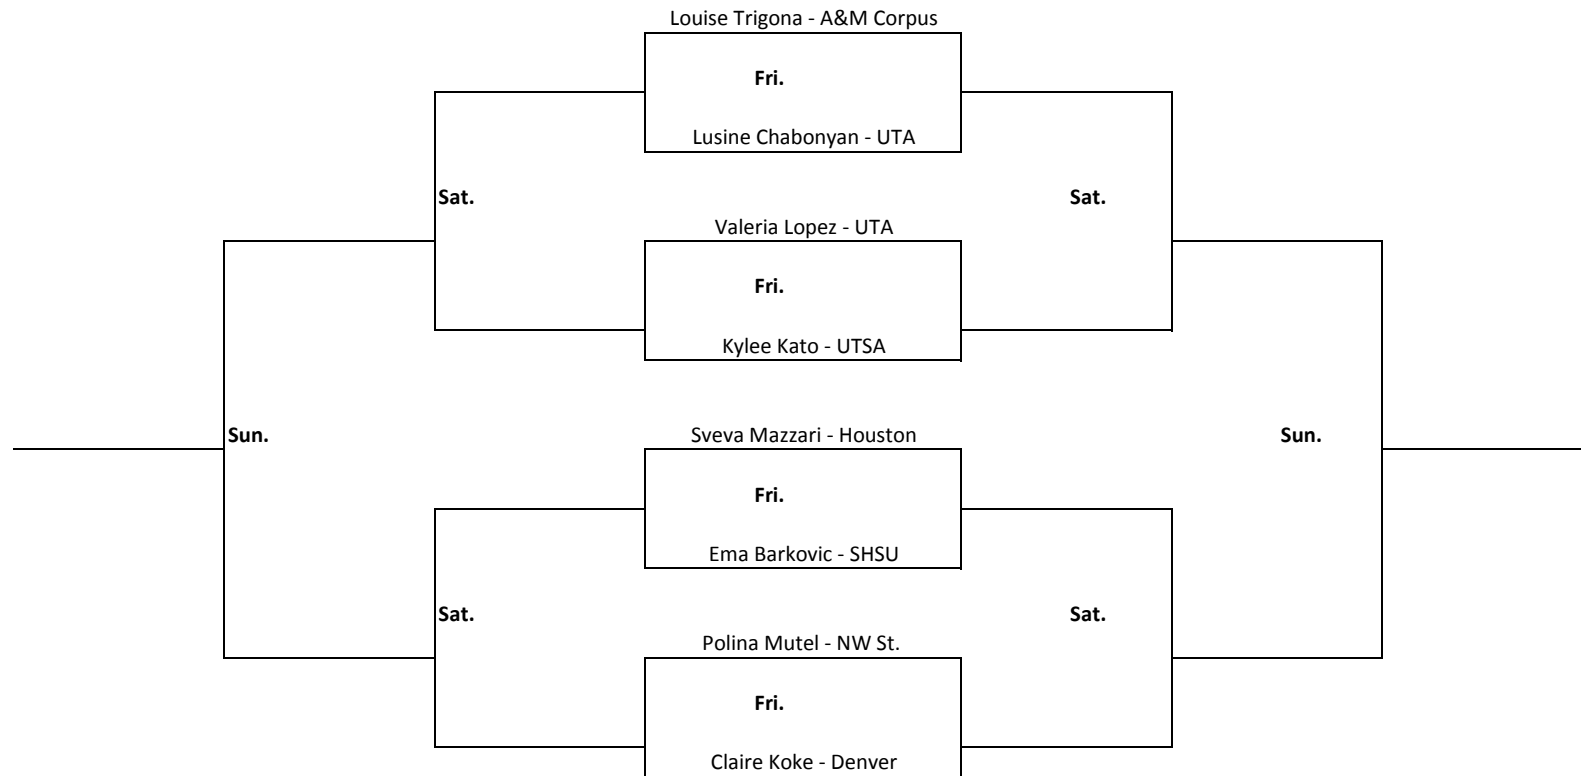 Louise Trigona - A&M Corpus
Fri.
Lusine Chabonyan - UTA
Sat.
Sat.
Valeria Lopez - UTA
Fri.
Kylee Kato - UTSA
Sun.
Sveva Mazzari - Houston
Sun.
Fri.
Ema Barkovic - SHSU
Sat.
Sat.
Polina Mutel - NW St.
Fri.
Claire Koke - Denver